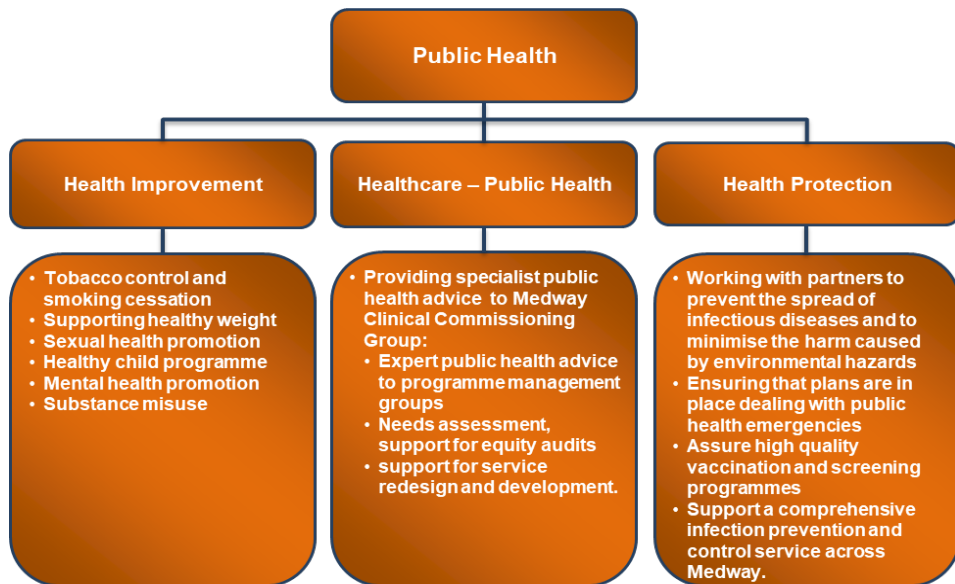 Public Health
Health Improvement
Healthcare – Public Health
Health Protection
• Tobacco control and
smoking cessation
• Supporting healthy weight
• Sexual health promotion
• Healthy child programme
• Mental health promotion
• Substance misuse
• Providing specialist public
health advice to Medway
Clinical Commissioning
Group:
• Expert public health advice
to programme management
groups
• Needs assessment,
support for equity audits
• support for service
redesign and development.
• Working with partners to
prevent the spread of
infectious diseases and to
minimise the harm caused
by environmental hazards
• Ensuring that plans are in
place dealing with public
health emergencies
• Assure high quality
vaccination and screening
programmes
• Support a comprehensive
infection prevention and
control service across
Medway.